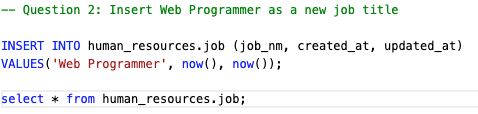 -- Question 2: Insert Web Programmer as a new job title
INSERT INTO human_resources.job (job_nm, created_at, updated_at)
VALUES('Web Programmer', now(), now());
select * from human_resources.job;